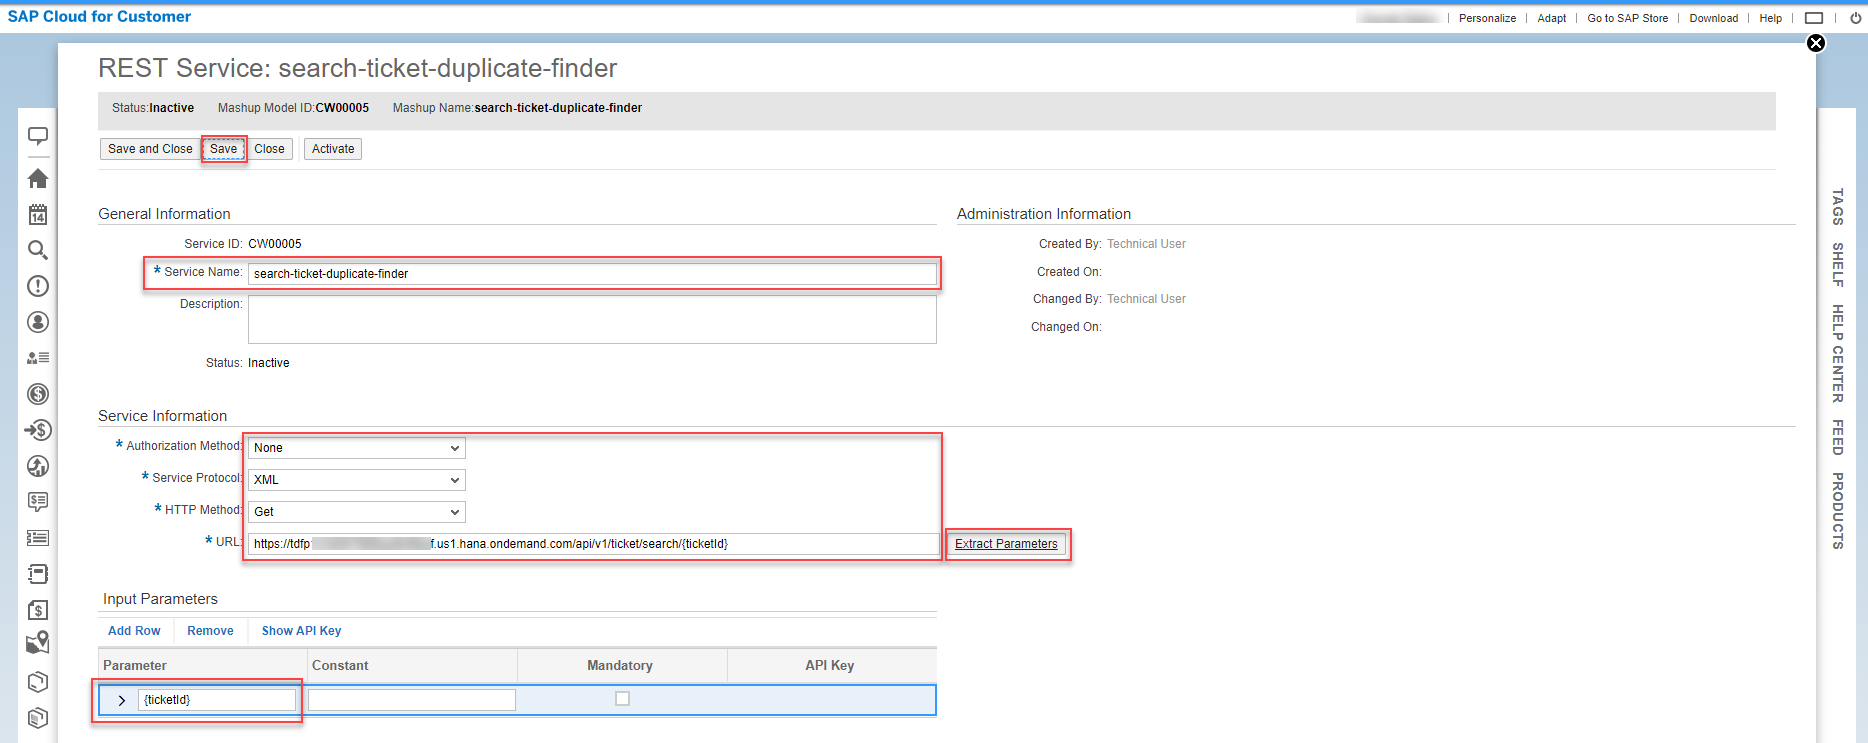 SAP Cloud for Customer
Personalize | Adapt | Go to SAP Store | Download | Help
REST Service: search-ticket-duplicate-finder
Status:Inactive Mashup Model ID:CW00005 Mashup Name:search-ticket-duplicate-finder
Save and Close Save Close Activate
General Information
Service ID: CW00005
* Service Name: search-ticket-duplicate-finder
Description:
Status: Inactive
Administration Information
Created By: Technical User
Created On:
Changed By: Technical User
Changed On:
Service Information
* Authorization Method: None
* Service Protocol: XML
* HTTP Method: Get
* URL: https://tdfp f.us1.hana.ondemand.com/api/v1/ticket/search/{ticketId} Extract Parameters
Input Parameters
Add Row Remove Show API Key
Parameter Constant Mandatory API Key
{ticketId}
14
TAGS
SHELF
HELP CENTER
FEED
PRODUCTS